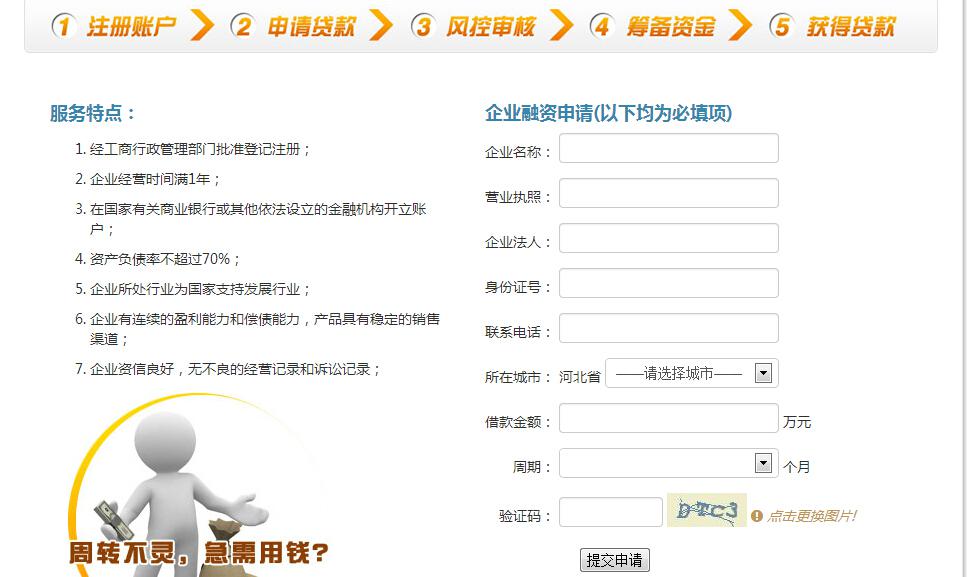 1 注册账户 2 申请贷款 3 风控审核 4 筹备资金 5 获得贷款
服务特点：
1. 经工商行政管理部门批准登记注册；
2. 企业经营时间满1年；
3. 在国家有关商业银行或其他依法设立的金融机构开立账
户；
4. 资产负债率不超过70%；
5. 企业所处行业为国家支持发展行业；
6. 企业有连续的盈利能力和偿债能力，产品具有稳定的销售
渠道；
7. 企业资信良好，无不良的经营记录和诉讼记录；
周转不灵，急需用钱?
企业融资申请(以下均为必填项)
企业名称：
营业执照：
企业法人：
身份证号：
联系电话：
所在城市： 河北省 ——请选择城市——
借款金额： 万元
周期： 个月
验证码： DTC3 点击更换图片!
提交申请